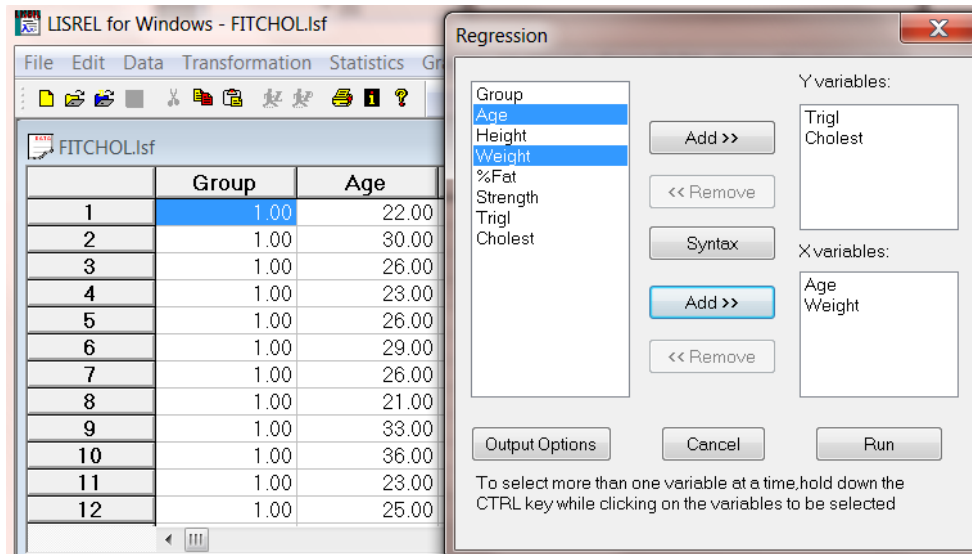 LISREL for Windows - FITCHOL.lsf
File Edit Data Transformation Statistics Gr
FITCHOL.lsf
Group Age
1 1.00 22.00
2 1.00 30.00
3 1.00 26.00
4 1.00 23.00
5 1.00 26.00
6 1.00 29.00
7 1.00 26.00
8 1.00 21.00
9 1.00 33.00
10 1.00 36.00
11 1.00 23.00
12 1.00 25.00
Regression
Group
Age
Height
Weight
%Fat
Strength
Trigl
Cholest
Add >>
<< Remove
Syntax
Add >>
<< Remove
Y variables:
Trigl
Cholest
X variables:
Age
Weight
Output Options
Cancel
Run
To select more than one variable at a time,hold down the
CTRL key while clicking on the variables to be selected